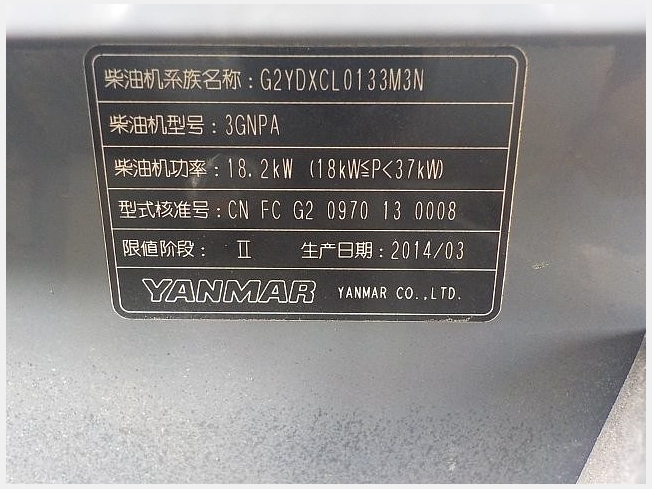 柴油机系族名称：G2YDXCL0133M3N
柴油机型号：3GNPA
柴油机功率：18.2kW (18kW≦P<37kW)
型式核准号：CN FC G2 0970 13 0008
限值阶段： Ⅱ 生产日期：2014/03
YANMAR YANMAR CO.,LTD.